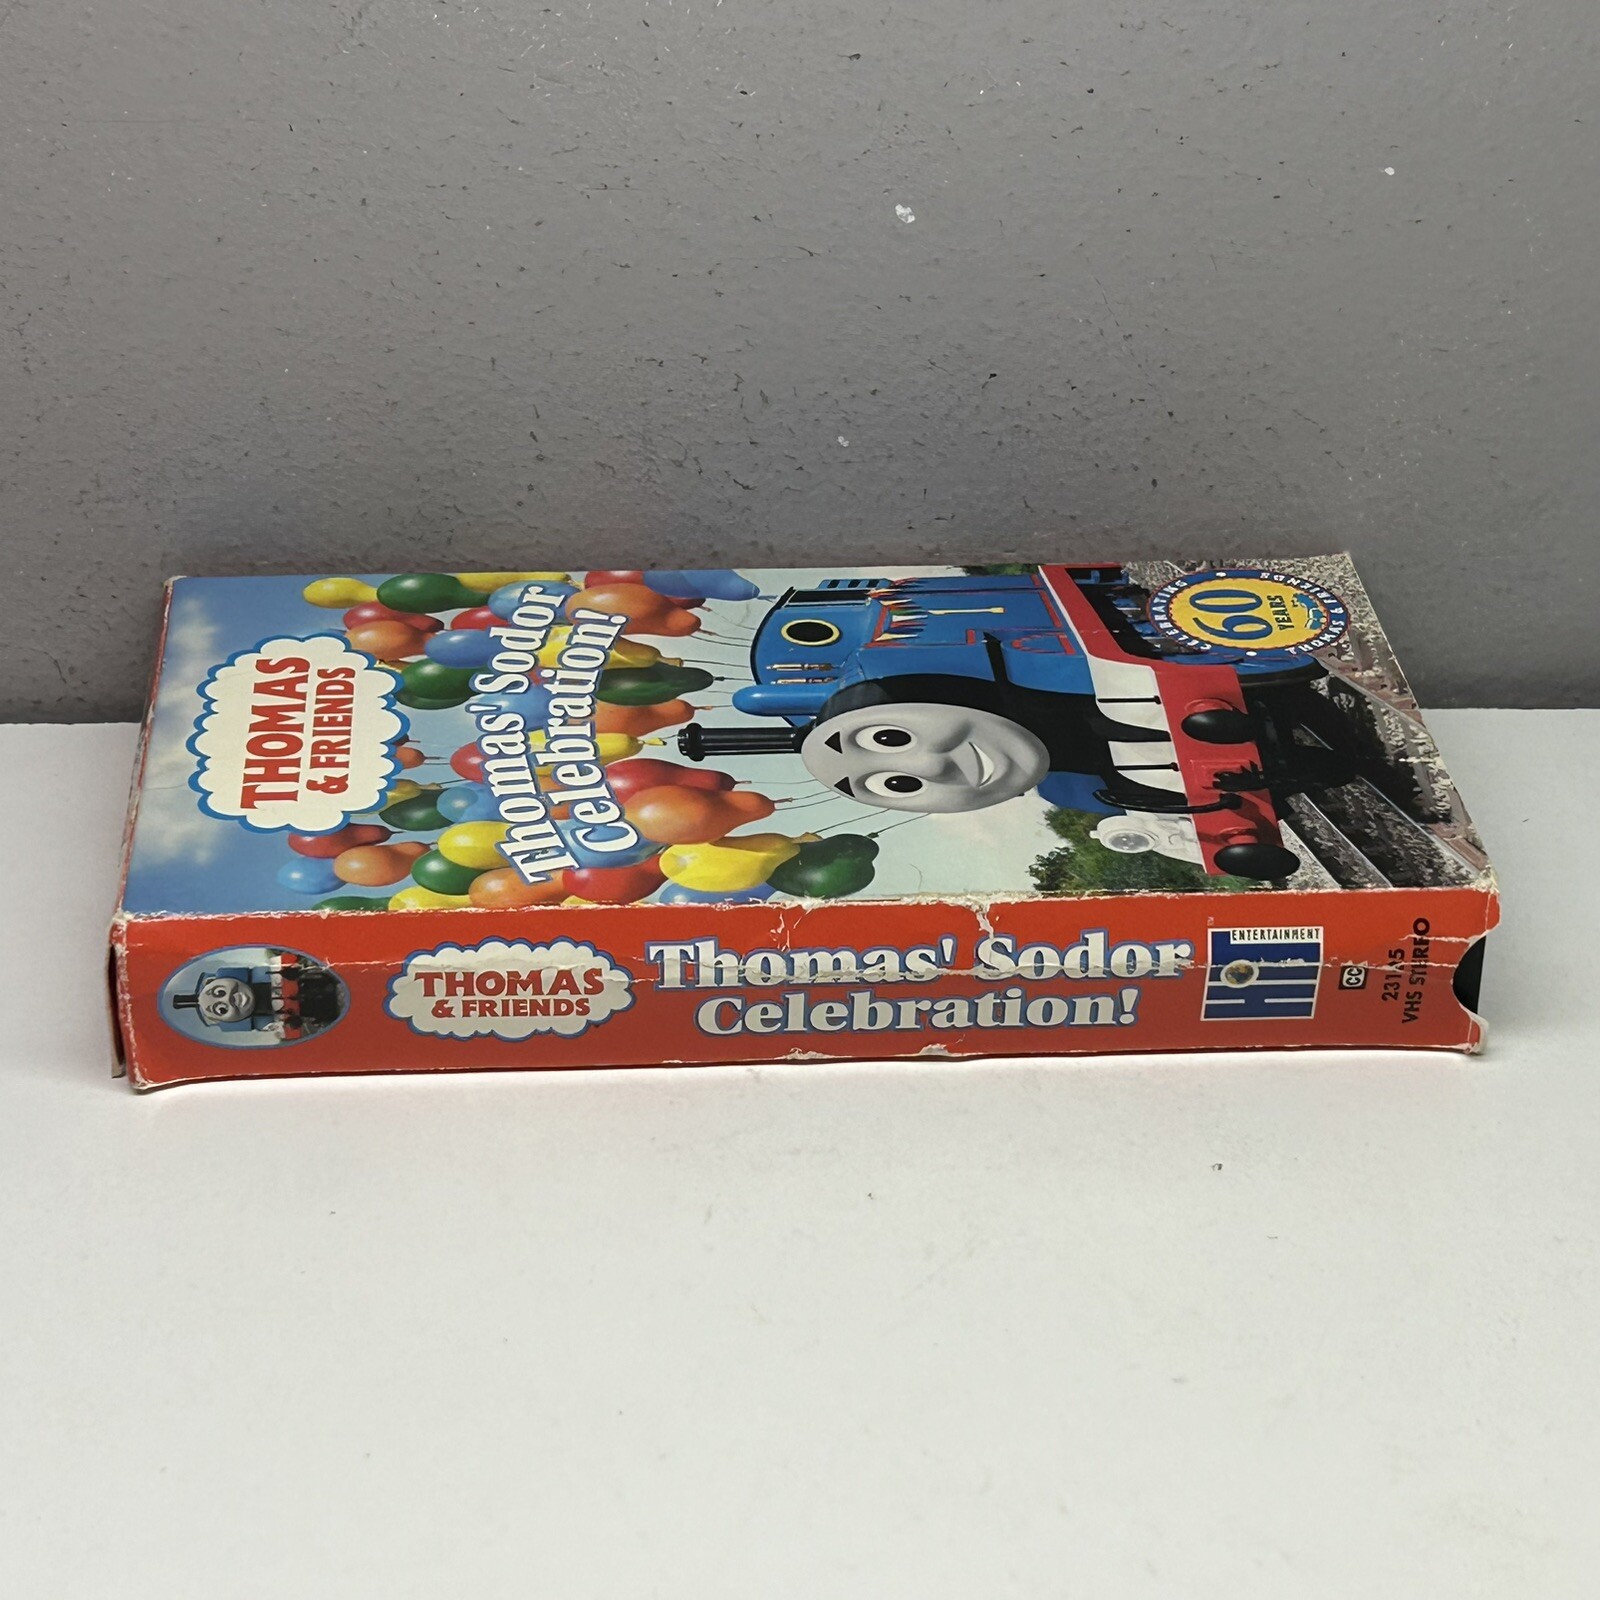 THOMAS
& FRIENDS
Thomas' Sodor
Celebration!
CELEBRATING
60
YEARS
THOMAS & FRIENDS
THOMAS
& FRIENDS
Thomas' Sodor
Celebration!
HIT
ENTERTAINMENT
CC
VHS STEREO